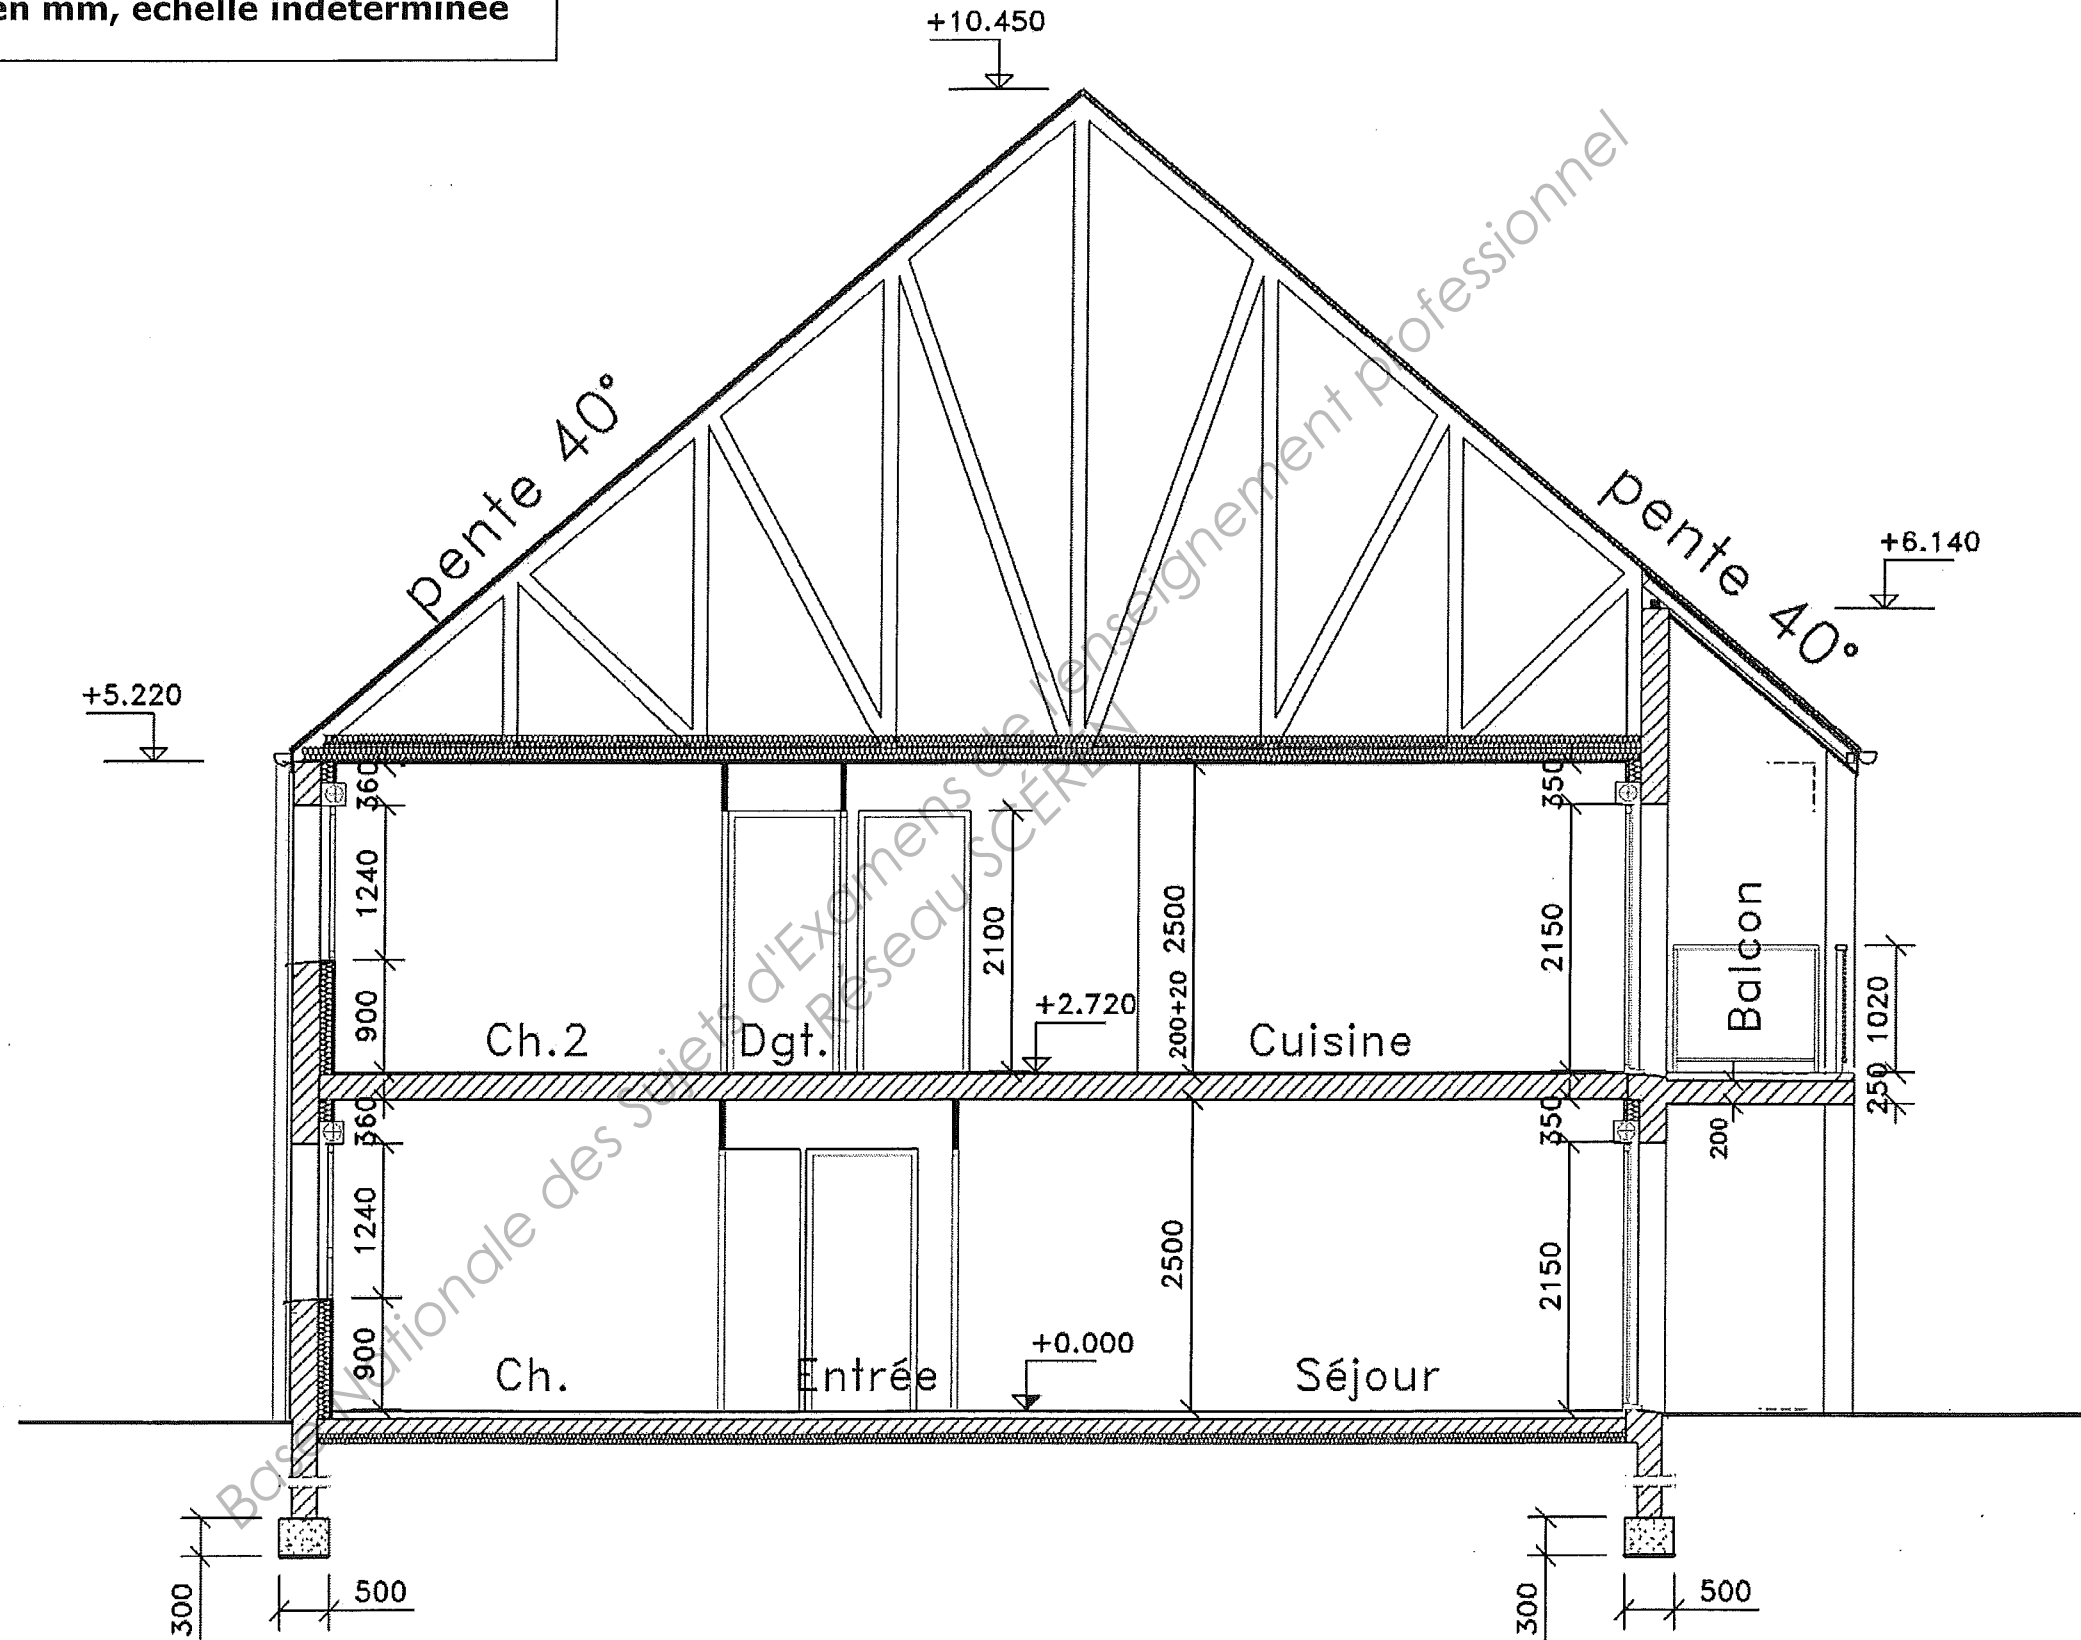 en mm, echelle indeterminee
+10.450
pente 40°
pente 40°
+6.140
+5.220
360
350
1240
2100
2500
2150
Balcon
900
+2.720
200+20
1020
Ch.2
Dgt.
Cuisine
250
360
350
200
1240
2500
2150
900
+0.000
Ch.
Entrée
Séjour
300
500
300
500
Base Nationale des Sujets d'Examens de l'enseignement professionnel
Réseau SCÉRÉN